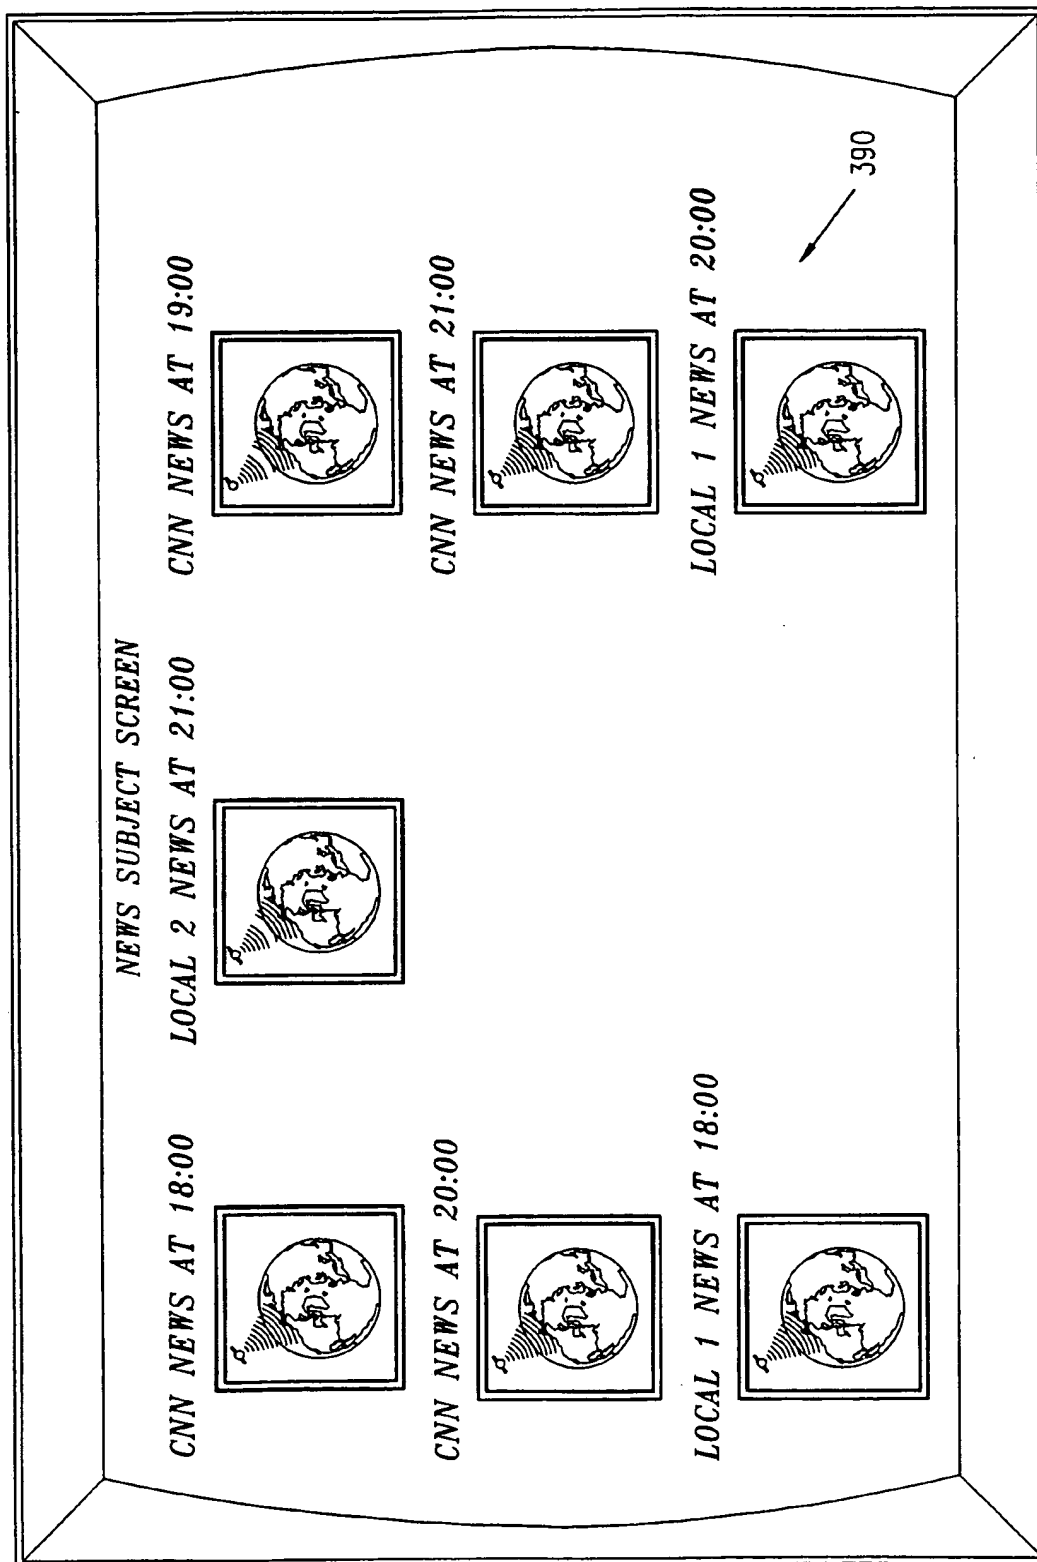 NEWS SUBJECT SCREEN
CNN NEWS AT 18:00
LOCAL 2 NEWS AT 21:00
CNN NEWS AT 19:00
CNN NEWS AT 20:00
CNN NEWS AT 21:00
LOCAL 1 NEWS AT 18:00
LOCAL 1 NEWS AT 20:00
390